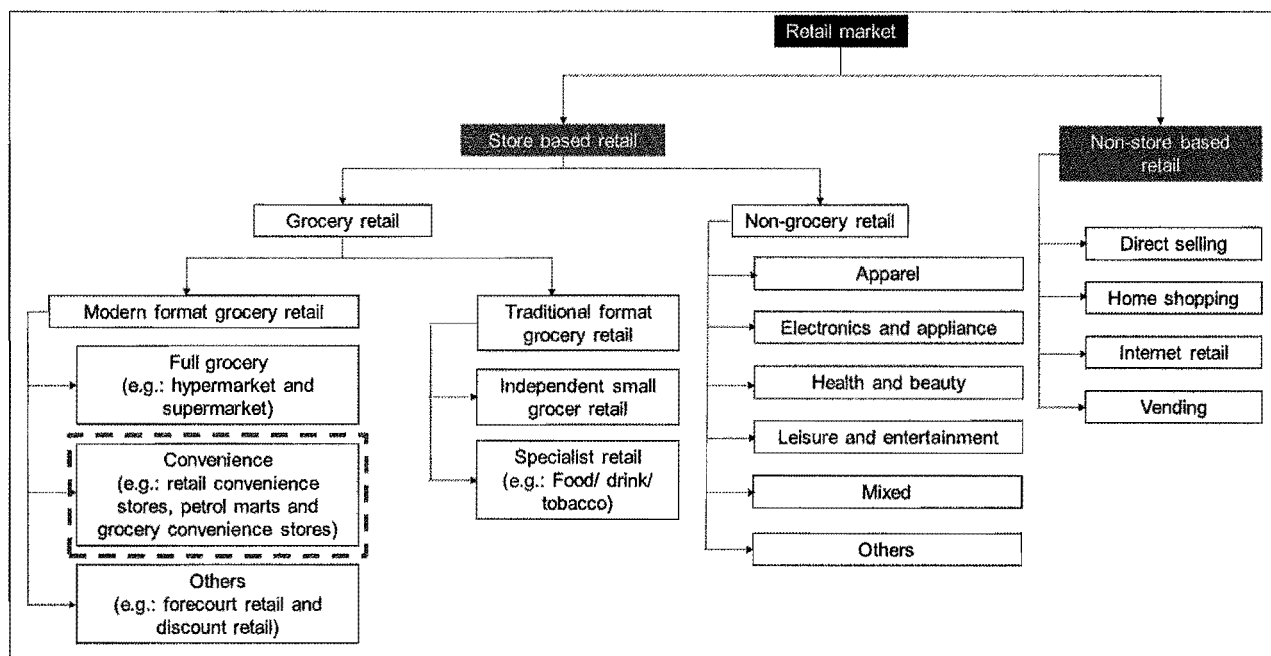 Retail market
Store based retail
Non-store based
retail
Grocery retail
Non-grocery retail
Direct selling
Home shopping
Internet retail
Vending
Modern format grocery retail
Full grocery
(e.g.: hypermarket and
supermarket)
Convenience
(e.g.: retail convenience
stores, petrol marts and
grocery convenience stores)
Others
(e.g.: forecourt retail and
discount retail)
Traditional format
grocery retail
Independent small
grocer retail
Specialist retail
(e.g.: Food/ drink/
tobacco)
Apparel
Electronics and appliance
Health and beauty
Leisure and entertainment
Mixed
Others